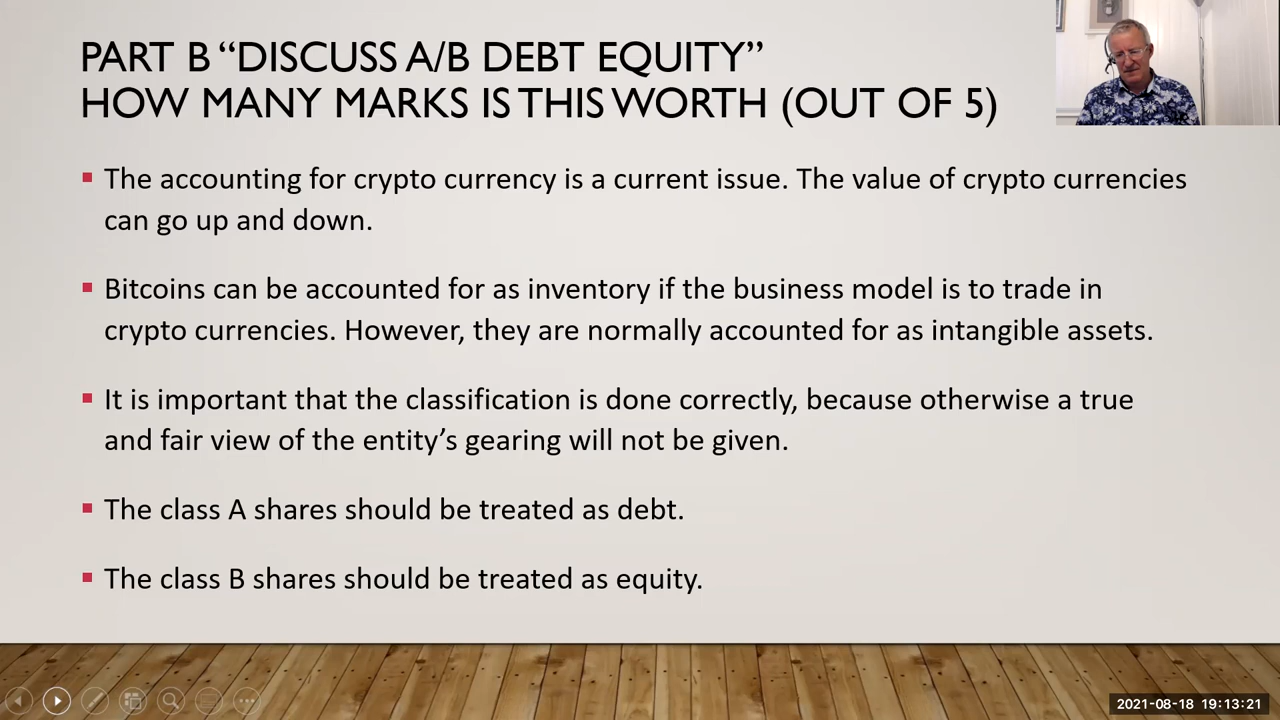 PART B “DISCUSS A/B DEBT EQUITY”
HOW MANY MARKS IS THIS WORTH (OUT OF 5)
The accounting for crypto currency is a current issue. The value of crypto currencies
can go up and down.
Bitcoins can be accounted for as inventory if the business model is to trade in
crypto currencies. However, they are normally accounted for as intangible assets.
It is important that the classification is done correctly, because otherwise a true
and fair view of the entity’s gearing will not be given.
The class A shares should be treated as debt.
The class B shares should be treated as equity.
2021-08-18 19:13:21